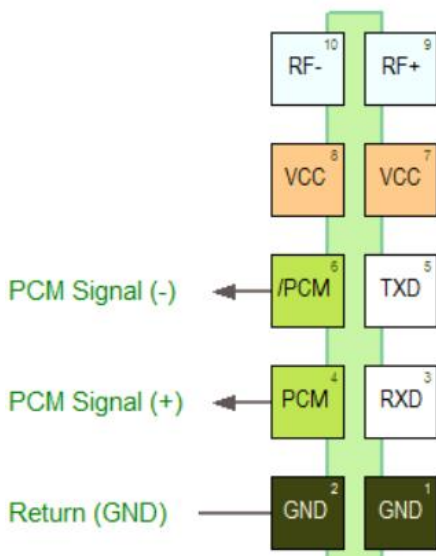 10 9
RF- RF+
8 7
VCC VCC
6 5
PCM Signal (-) /PCM TXD
4 3
PCM Signal (+) PCM RXD
2 1
Return (GND) GND GND